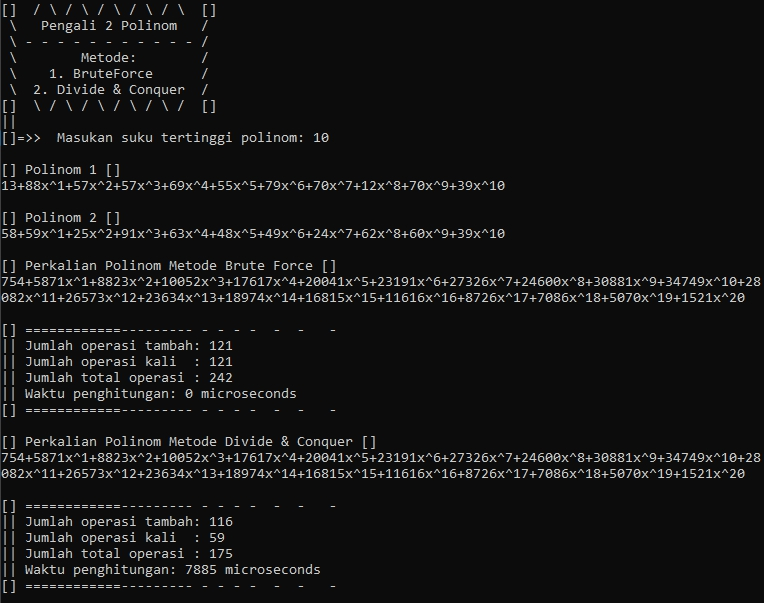 []  / \ / \ / \ / \ / \  []
 \   Pengali 2 Polinom   /
 \ - - - - - - - - - - - /
 \        Metode:        /
 \    1. BruteForce      /
 \  2. Divide & Conquer  /
[]  \ / \ / \ / \ / \ /  []
||
[]=>>  Masukan suku tertinggi polinom: 10
[] Polinom 1 []
13+88x^1+57x^2+57x^3+69x^4+55x^5+79x^6+70x^7+12x^8+70x^9+39x^10
[] Polinom 2 []
58+59x^1+25x^2+91x^3+63x^4+48x^5+49x^6+24x^7+62x^8+60x^9+39x^10
[] Perkalian Polinom Metode Brute Force []
754+5871x^1+8823x^2+10052x^3+17617x^4+20041x^5+23191x^6+27326x^7+24600x^8+30881x^9+34749x^10+28
082x^11+26573x^12+23634x^13+18974x^14+16815x^15+11616x^16+8726x^17+7086x^18+5070x^19+1521x^20
[] ============--------- - - - -  -  -   -
|| Jumlah operasi tambah: 121
|| Jumlah operasi kali  : 121
|| Jumlah total operasi : 242
|| Waktu penghitungan: 0 microseconds
[] ============--------- - - - -  -  -   -
[] Perkalian Polinom Metode Divide & Conquer []
754+5871x^1+8823x^2+10052x^3+17617x^4+20041x^5+23191x^6+27326x^7+24600x^8+30881x^9+34749x^10+28
082x^11+26573x^12+23634x^13+18974x^14+16815x^15+11616x^16+8726x^17+7086x^18+5070x^19+1521x^20
[] ============--------- - - - -  -  -   -
|| Jumlah operasi tambah: 116
|| Jumlah operasi kali  : 59
|| Jumlah total operasi : 175
|| Waktu penghitungan: 7885 microseconds
[] ============--------- - - - -  -  -   -